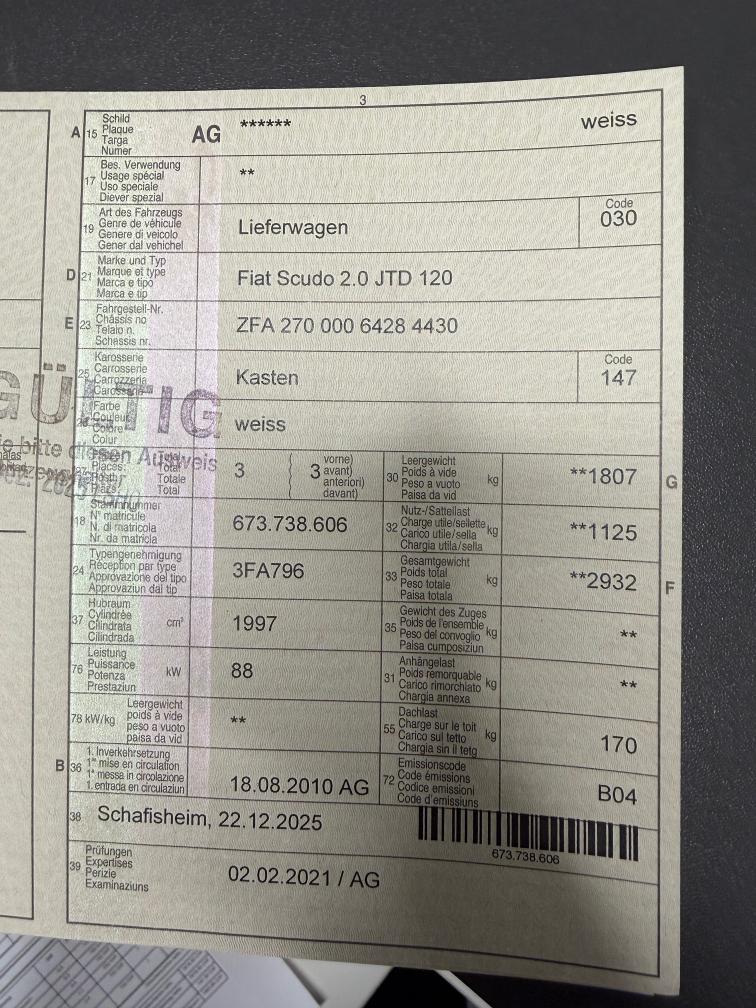 3
A 15 Schild
Plaque
Targa
Numer
AG ****** weiss
17 Bes. Verwendung
Usage spécial
Uso speciale
Diever spezial
**
19 Art des Fahrzeugs
Genre de véhicule
Genere di veicolo
Gener dal vehichel
Lieferwagen
Code
030
D 21 Marke und Typ
Marque et type
Marca e tipo
Marca e tip
Fiat Scudo 2.0 JTD 120
E 23 Fahrgestell-Nr.
Châssis no
Telaio n.
Schassis nr.
ZFA 270 000 6428 4430
25 Karosserie
Carrosserie
Carrozzeria
Carossaria
Kasten
Code
147
GÜLTIG
26 Farbe
Couleur
Colore
Colur
weiss
bitte diesen Ausweis
Places:
Total
Totale
Total
3
3 vorne)
avant)
anteriori)
davant)
30 Leergewicht
Poids à vide
Peso a vuoto
Paisa da vid
kg
**1807
G
18 Stammnummer
N° matricule
N. di matricola
Nr. da matricla
673.738.606
32 Nutz-/Sattellast
Charge utile/sellette
Carico utile/sella
Chargia utila/sella
kg
**1125
24 Typengenehmigung
Réception par type
Approvazione del tipo
Approvaziun dal tip
3FA796
33 Gesamtgewicht
Poids total
Peso totale
Paisa totala
kg
**2932
F
37 Hubraum
Cylindrée
Cilindrata
Cilindrada
cm³
1997
35 Gewicht des Zuges
Poids de l'ensemble
Peso del convoglio
Paisa cumposiziun
kg
**
76 Leistung
Puissance
Potenza
Prestaziun
kW
88
31 Anhängelast
Poids remorquable
Carico rimorchiato
Chargia annexa
kg
**
78 kW/kg Leergewicht
poids à vide
peso a vuoto
paisa da vid
**
55 Dachlast
Charge sur le toit
Carico sul tetto
Chargia sin il tetg
kg
170
B 36 1. Inverkehrsetzung
1re mise en circulation
1a messa in circolazione
1. entrada en circulaziun
18.08.2010 AG
72 Emissionscode
Code émissions
Codice emissioni
Code d'emissiuns
B04
38 Schafisheim, 22.12.2025
673.738.606
39 Prüfungen
Expertises
Perizie
Examinaziuns
02.02.2021 / AG